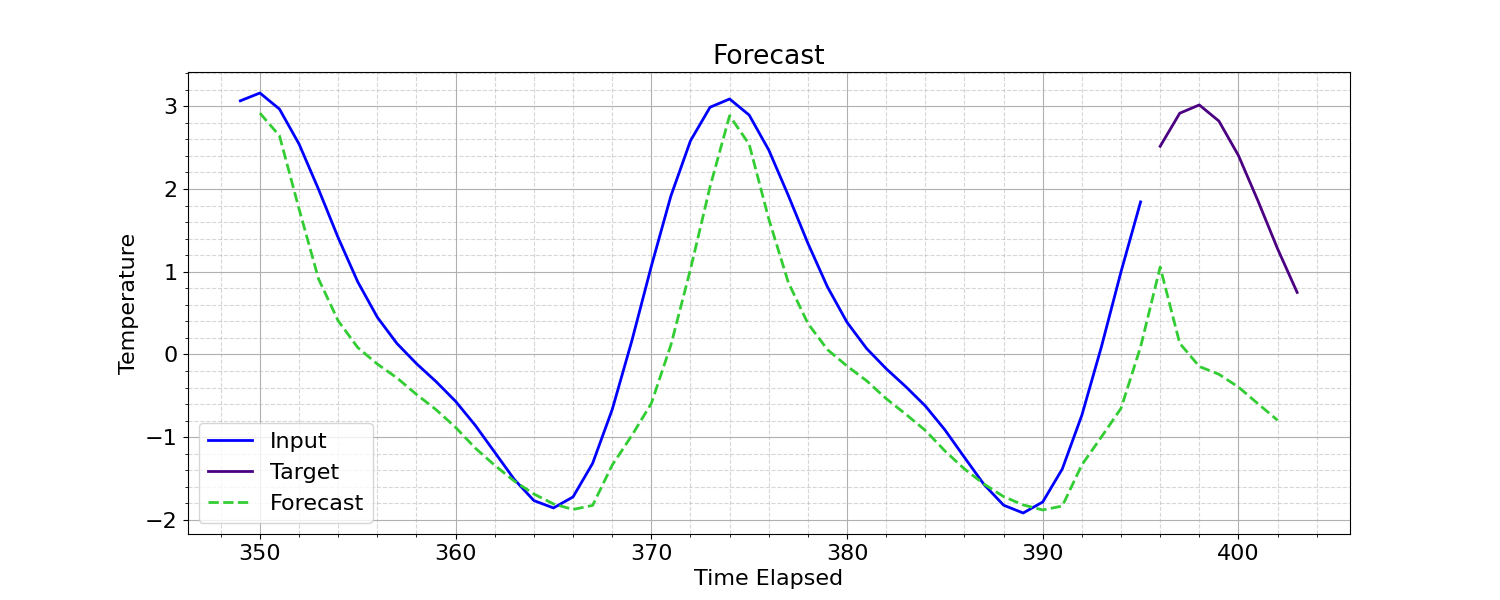 Forecast
Temperature
3
2
1
0
−1
−2
Input
Target
Forecast
350 360 370 380 390 400
Time Elapsed